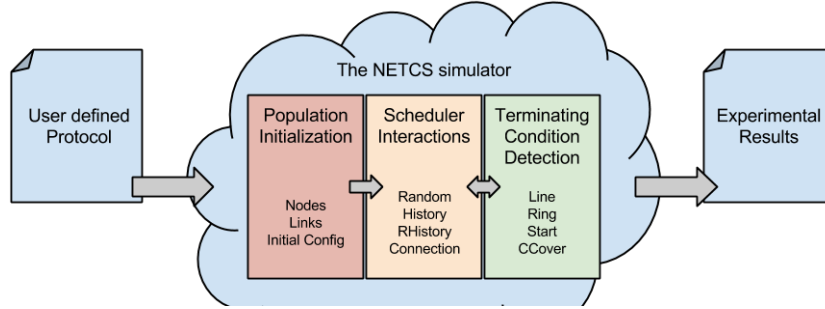 The NETCS simulator
User defined
Protocol
Population
Initialization
Nodes
Links
Initial Config
Scheduler
Interactions
Random
History
RHistory
Connection
Terminating
Condition
Detection
Line
Ring
Start
CCover
Experimental
Results